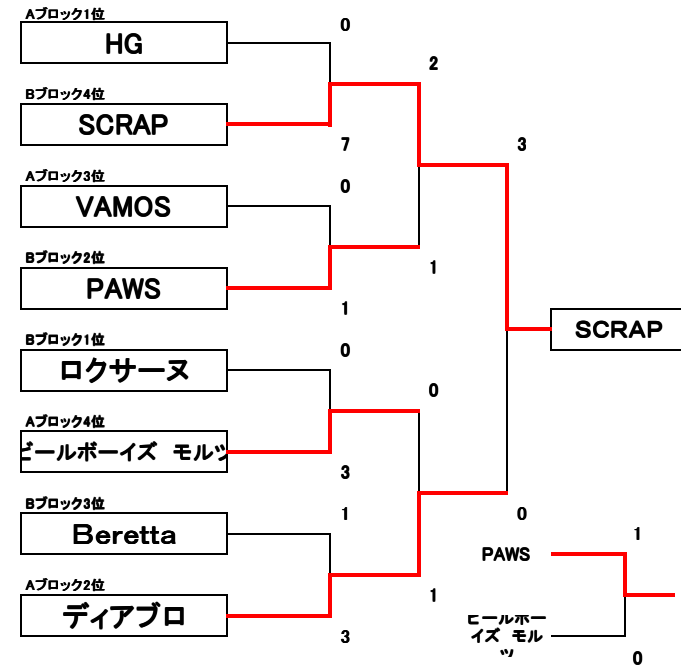 Aブロック1位
HG
0
2
Bブロック4位
SCRAP
7
3
Aブロック3位
VAMOS
0
Bブロック2位
PAWS
1
1
SCRAP
Bブロック1位
ロクサーヌ
0
0
Aブロック4位
ビールボーイズ モルツ
3
Bブロック3位
Beretta
1
0
Aブロック2位
ディアブロ
3
1
PAWS
1
ビールボー
イズ モル
ツ
0